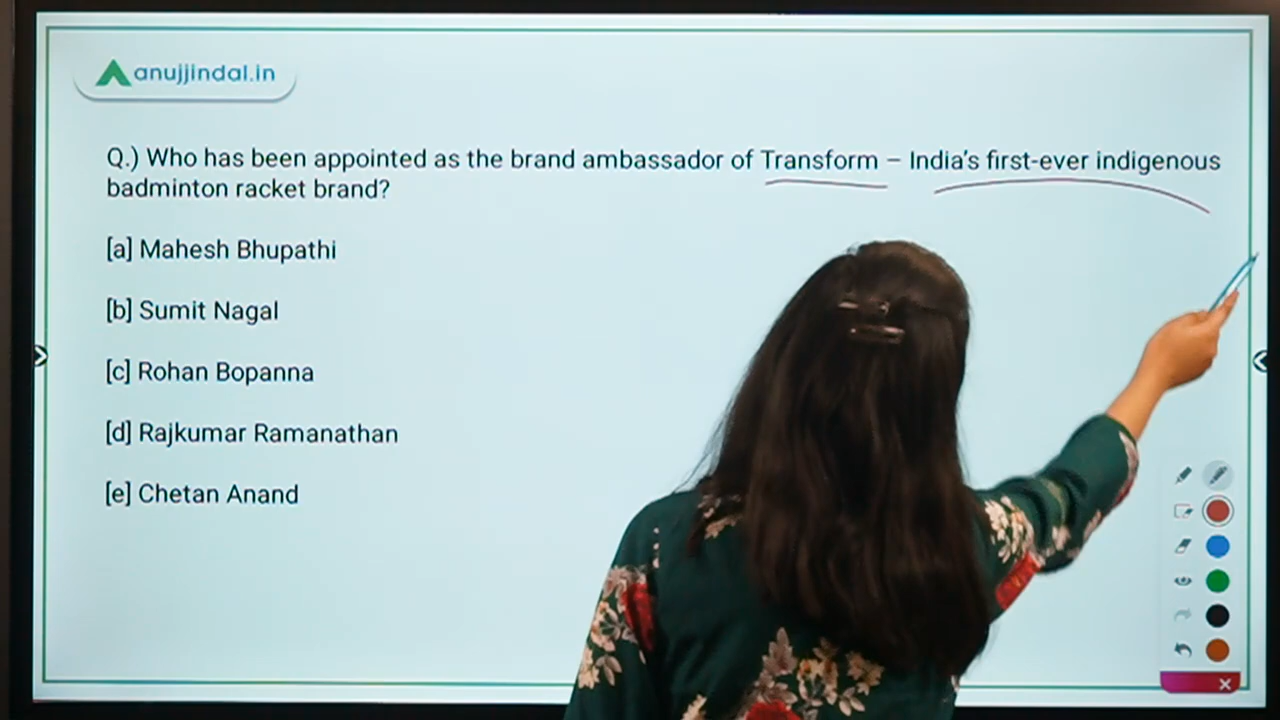 anujjindal.in
Q.) Who has been appointed as the brand ambassador of Transform – India's first-ever indigenous
badminton racket brand?
[a] Mahesh Bhupathi
[b] Sumit Nagal
[c] Rohan Bopanna
[d] Rajkumar Ramanathan
[e] Chetan Anand